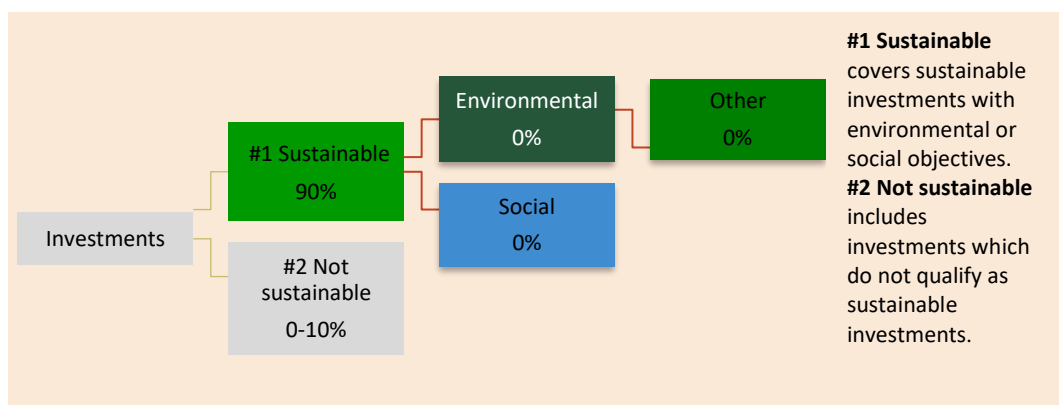 Investments
#1 Sustainable
90%
#2 Not
sustainable
0-10%
Environmental
0%
Social
0%
Other
0%
#1 Sustainable
covers sustainable
investments with
environmental or
social objectives.
#2 Not sustainable
includes
investments which
do not qualify as
sustainable
investments.